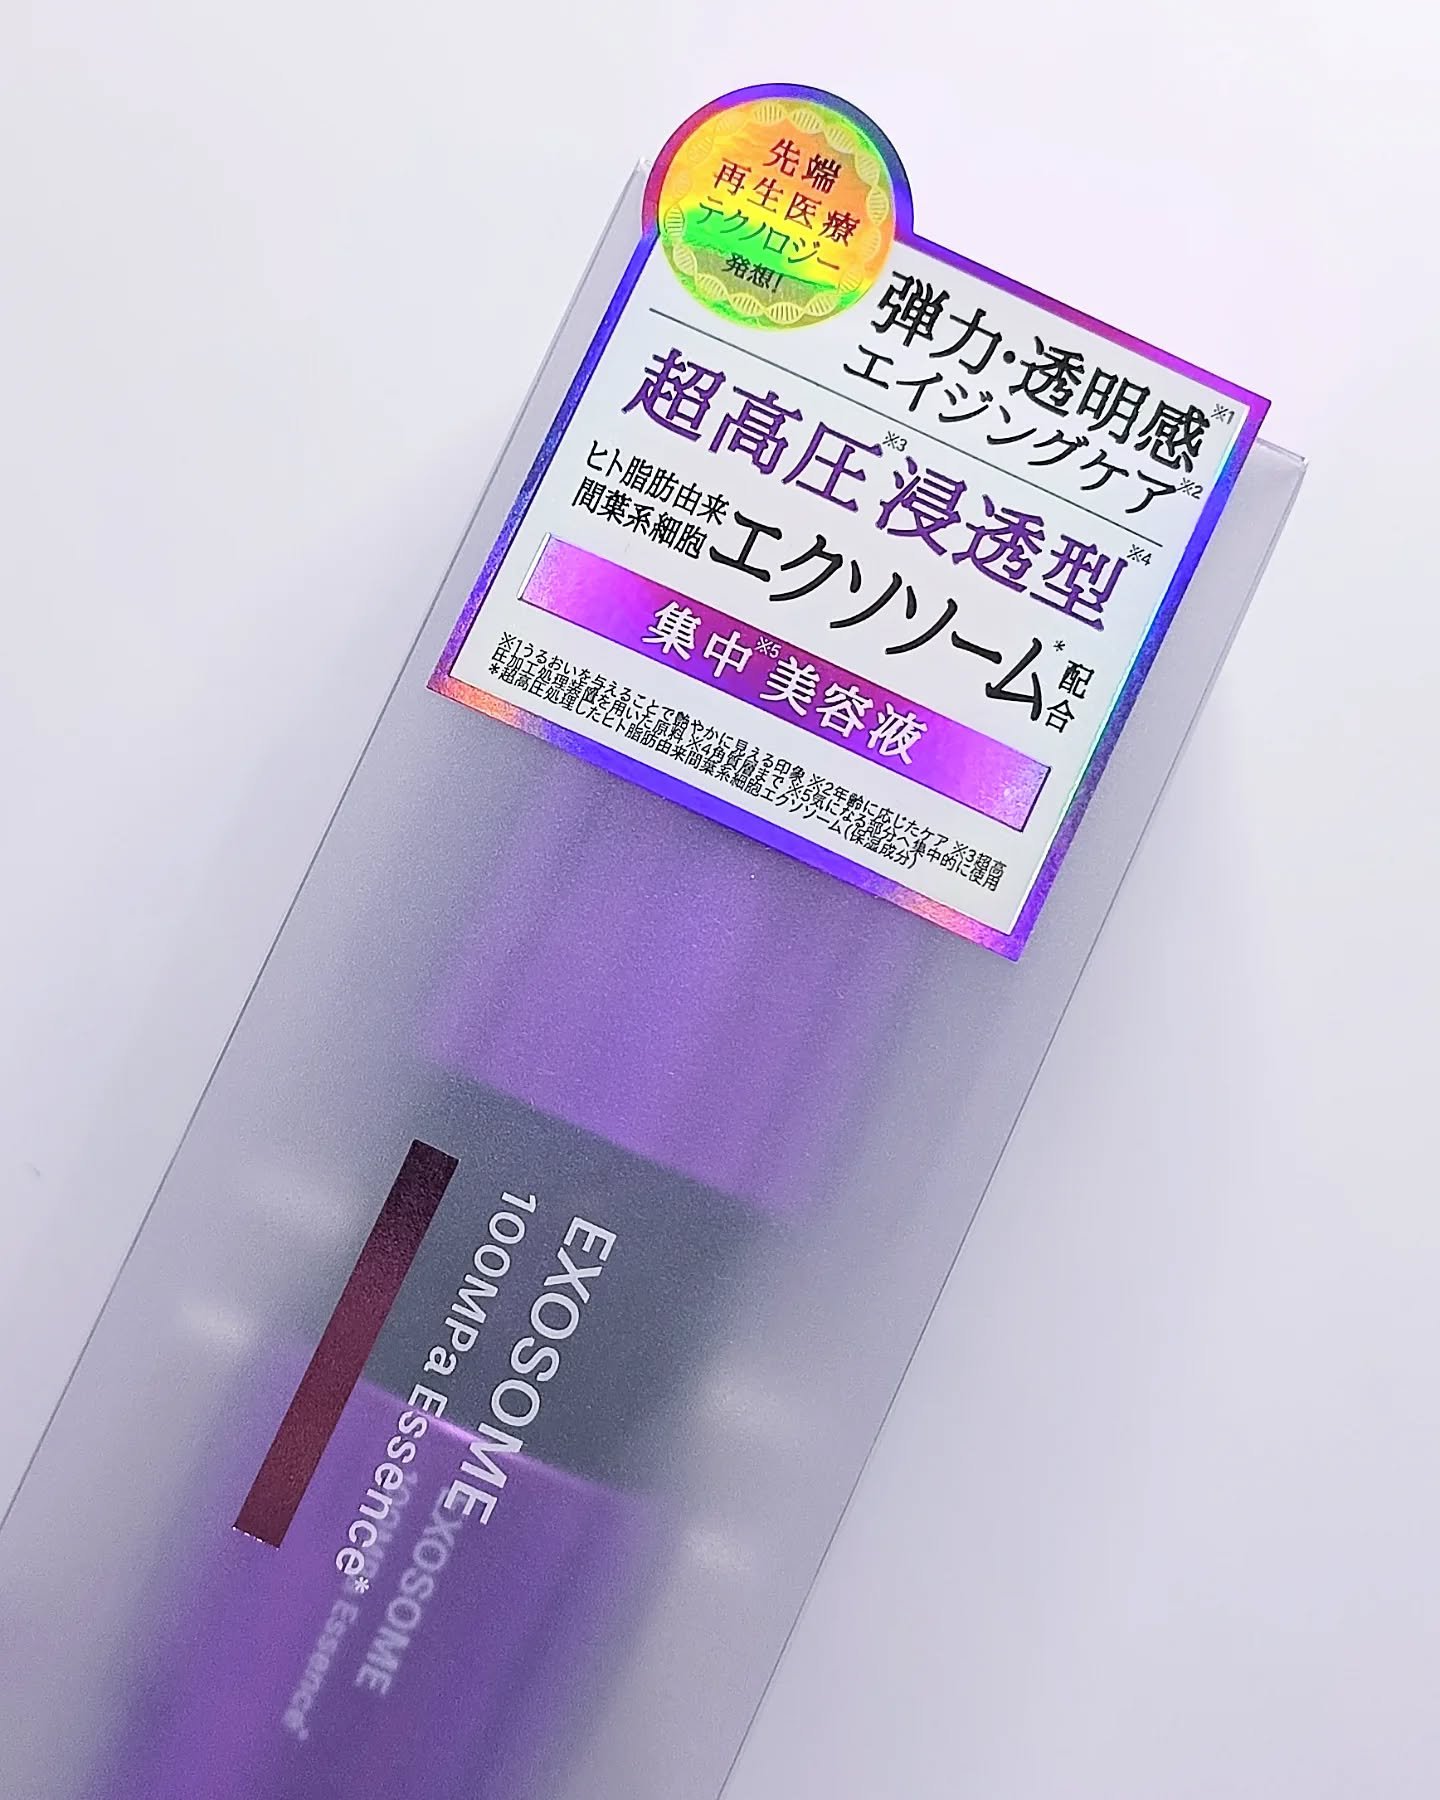 先端
再生医療
テクノロジー
発想!
弾力・透明感※1
エイジングケア※2
超高圧※3浸透型※4
ヒト脂肪由来
間葉系細胞
エクソソーム*配合
集中※5美容液
※1うるおいを与えることで艶やかに見える印象 ※2年齢に応じたケア ※3超高
圧加工処理装置を用いた原料 ※4角質層まで ※5気になる部分へ集中的に使用
*超高圧処理したヒト脂肪由来間葉系細胞エクソソーム(保湿成分)
EXOSOME
100MPa Essence*
EXOSOME
100MPa Essence*